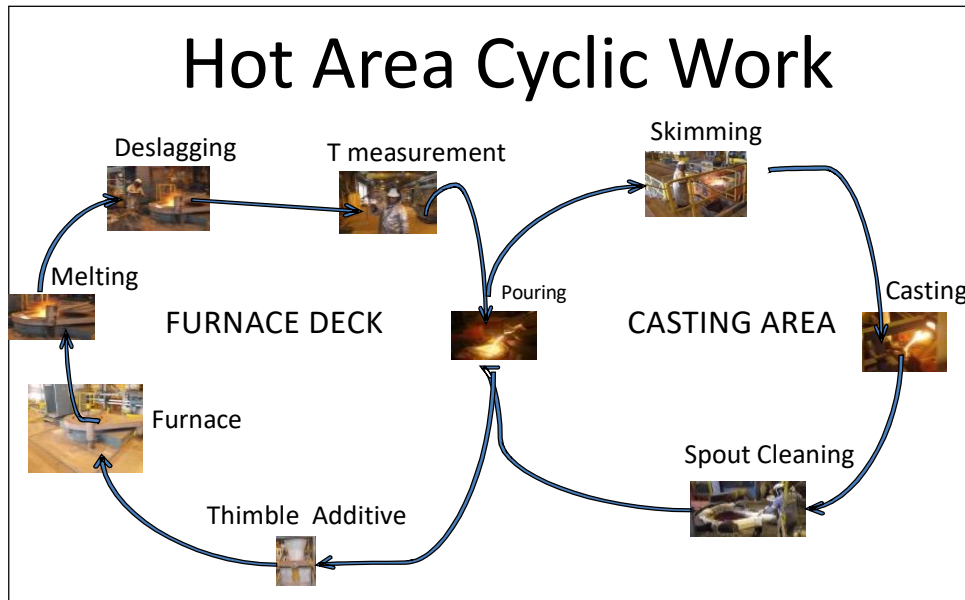 Hot Area Cyclic Work
Deslagging
T measurement
Skimming
Melting
Pouring
Casting
FURNACE DECK
CASTING AREA
Furnace
Spout Cleaning
Thimble Additive